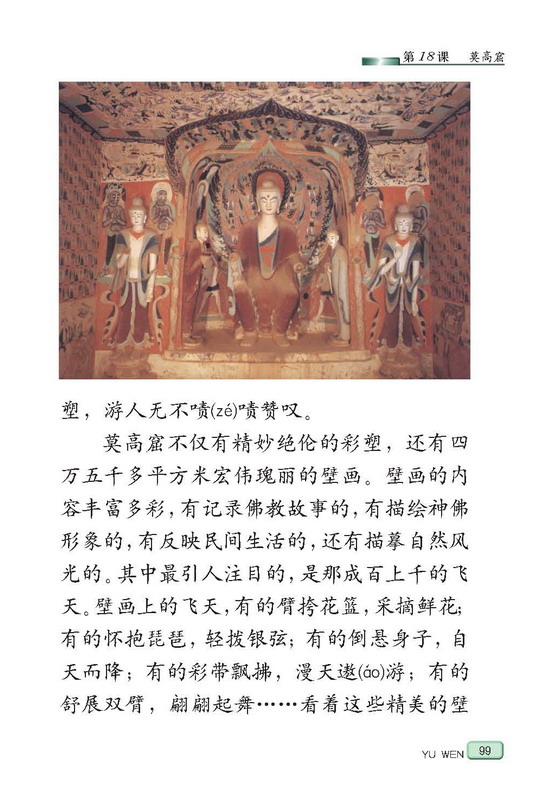 第18课 莫高窟
塑，游人无不啧(zé)啧赞叹。
莫高窟不仅有精妙绝伦的彩塑，还有四
万五千多平方米宏伟瑰丽的壁画。壁画的内
容丰富多彩，有记录佛教故事的，有描绘神佛
形象的，有反映民间生活的，还有描摹自然风
光的。其中最引人注目的，是那成百上千的飞
天。壁画上的飞天，有的臂挎花篮，采摘鲜花；
有的怀抱琵琶，轻拨银弦；有的倒悬身子，自
天而降；有的彩带飘拂，漫天遨(áo)游；有的
舒展双臂，翩翩起舞……看着这些精美的壁
YU WEN 99